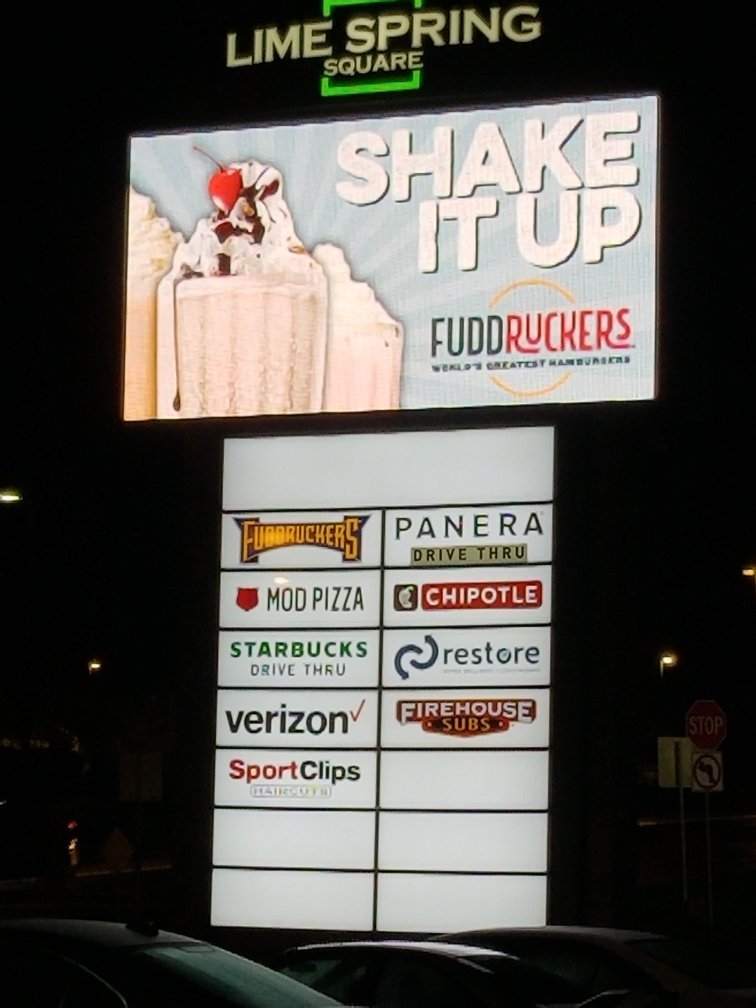 LIME SPRING
SQUARE
SHAKE
IT UP
FUDDRUCKERS
WORLD'S GREATEST HAMBURGERS
FUDDRUCKERS
PANERA
DRIVE THRU
MOD PIZZA
CHIPOTLE
STARBUCKS
DRIVE THRU
restore
verizon
FIREHOUSE
SUBS
SportClips
HAIRCUTS
STOP